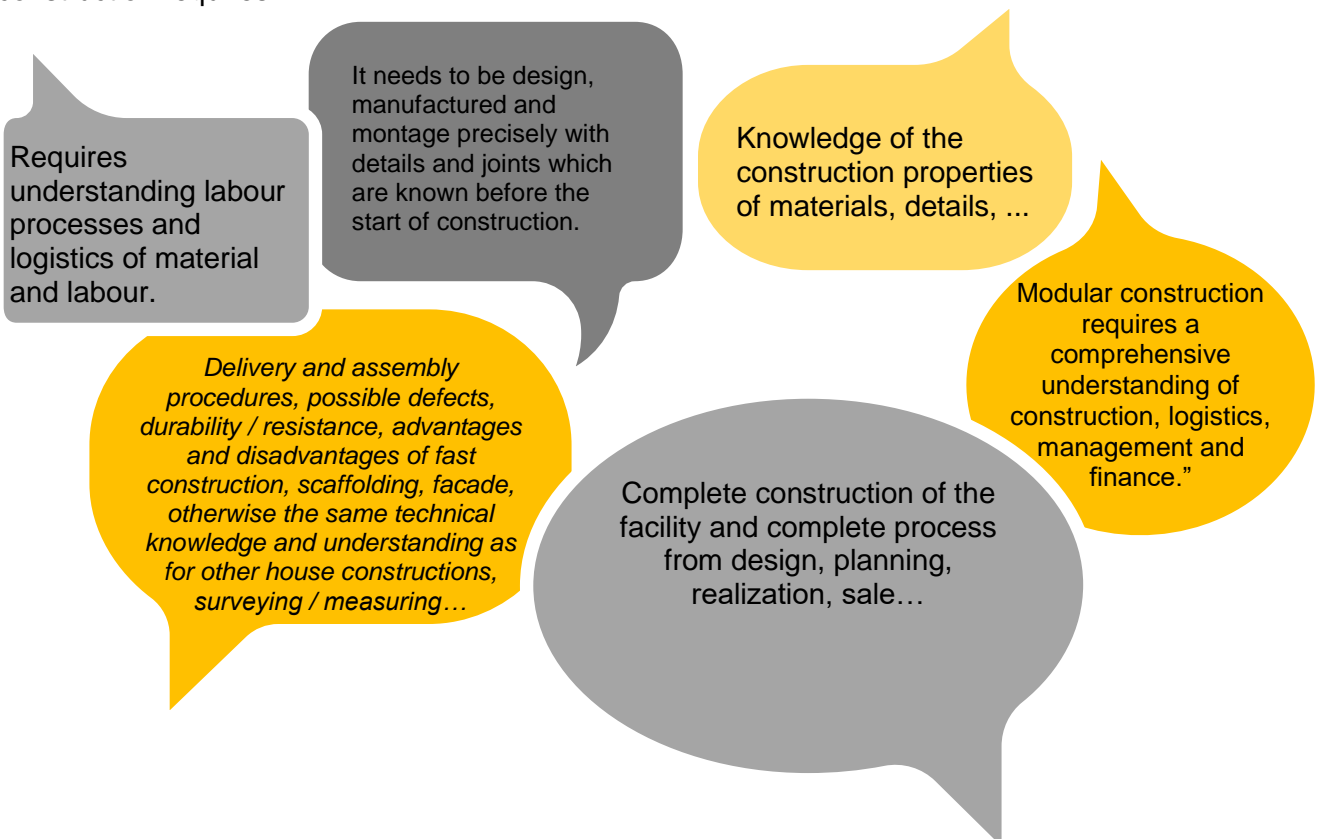 construction requires
Requires
understanding labour
processes and
logistics of material
and labour.
It needs to be design,
manufactured and
montage precisely with
details and joints which
are known before the
start of construction.
Knowledge of the
construction properties
of materials, details, ...
Modular construction
requires a
comprehensive
understanding of
construction, logistics,
management and
finance.”
Delivery and assembly
procedures, possible defects,
durability / resistance, advantages
and disadvantages of fast
construction, scaffolding, facade,
otherwise the same technical
knowledge and understanding as
for other house constructions,
surveying / measuring…
Complete construction of the
facility and complete process
from design, planning,
realization, sale…